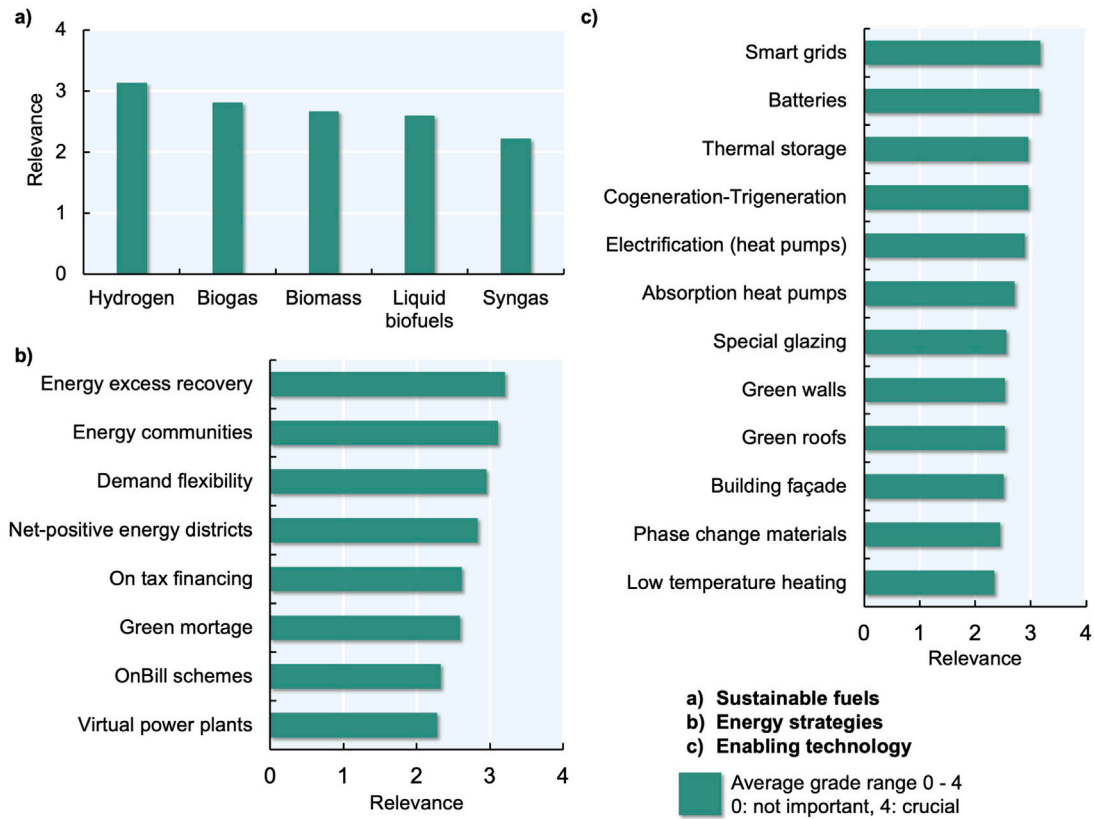 a)
4
3
2
1
0
Relevance
Hydrogen
Biogas
Biomass
Liquid
biofuels
Syngas
b)
Energy excess recovery
Energy communities
Demand flexibility
Net-positive energy districts
On tax financing
Green mortage
OnBill schemes
Virtual power plants
0 1 2 3 4
Relevance
c)
Smart grids
Batteries
Thermal storage
Cogeneration-Trigeneration
Electrification (heat pumps)
Absorption heat pumps
Special glazing
Green walls
Green roofs
Building façade
Phase change materials
Low temperature heating
0 1 2 3 4
Relevance
a) Sustainable fuels
b) Energy strategies
c) Enabling technology
Average grade range 0 - 4
0: not important, 4: crucial